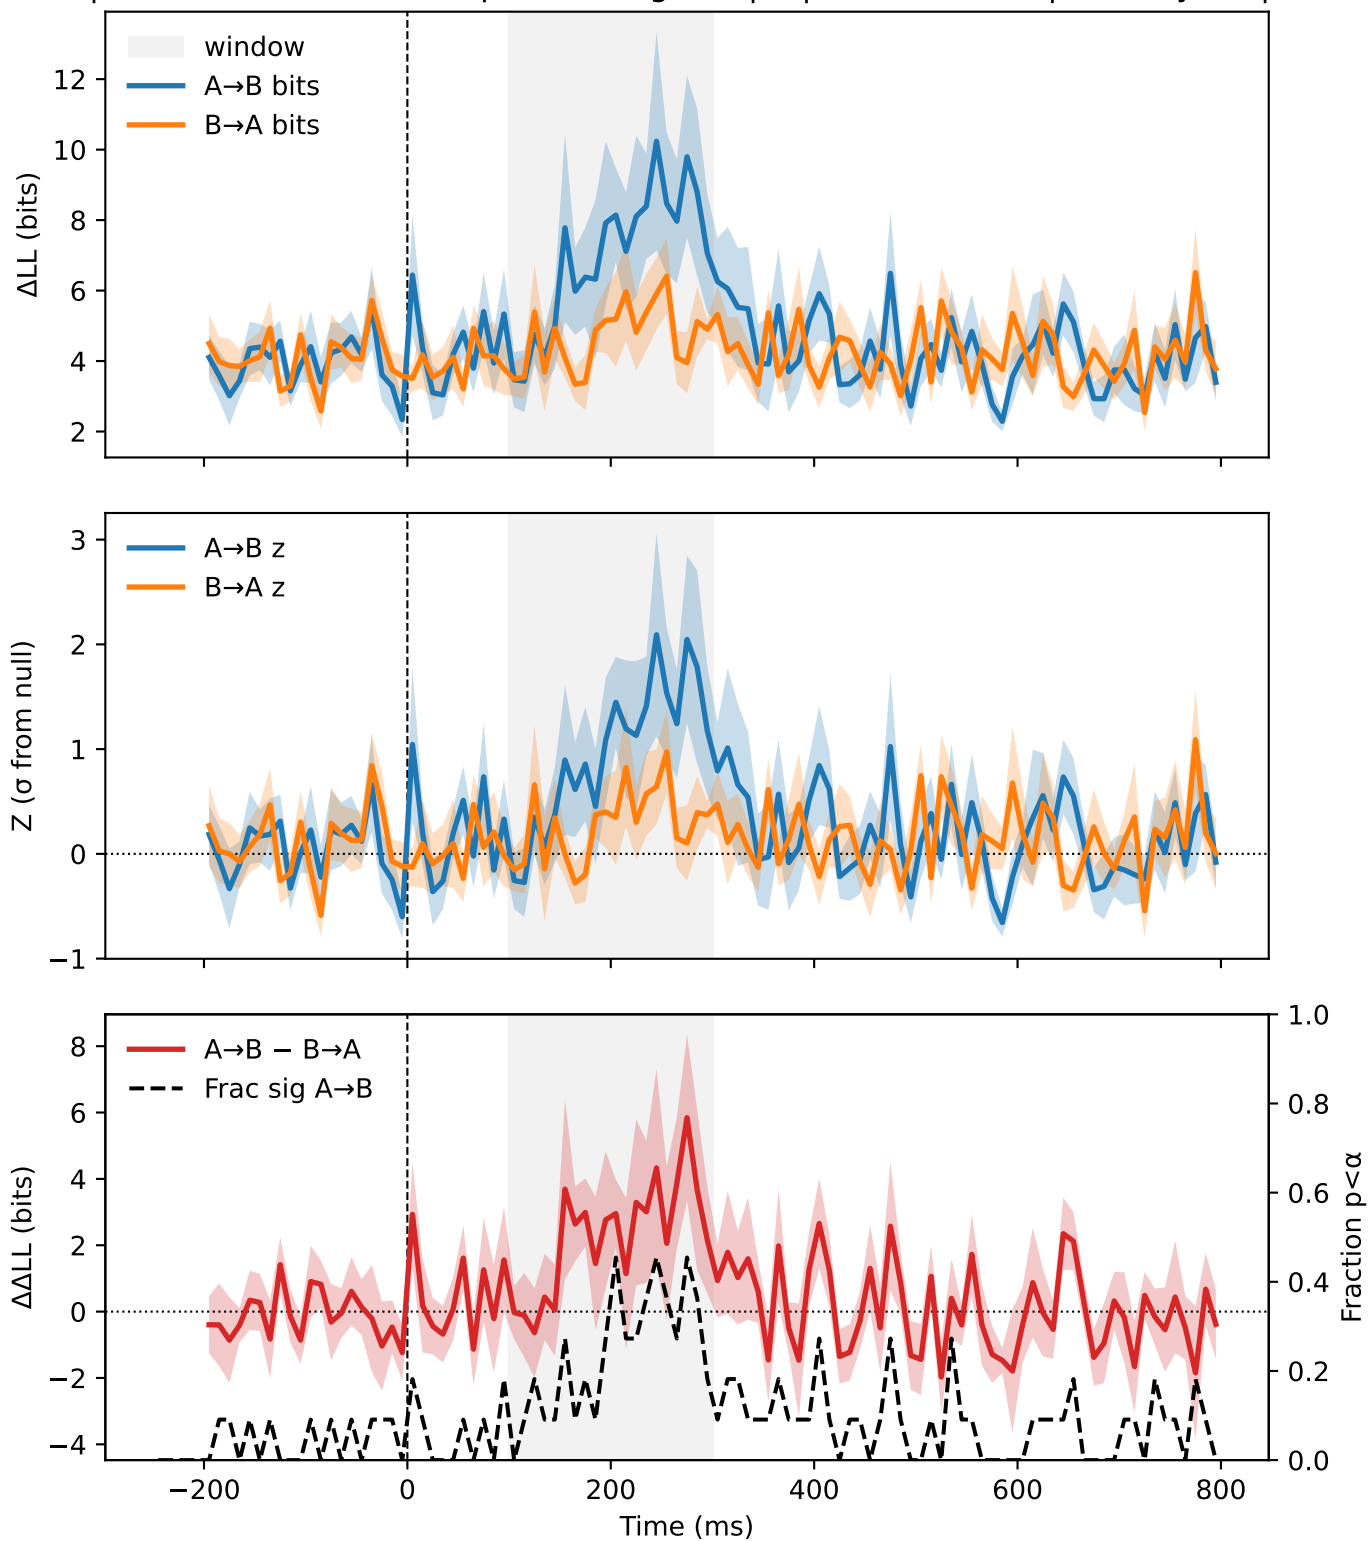 window
A→B bits
B→A bits
12
10
8
6
4
2
ΔLL (bits)
A→B z
B→A z
3
2
1
0
−1
Z (σ from null)
A→B − B→A
Frac sig A→B
8
6
4
2
0
−2
−4
ΔΔLL (bits)
1.0
0.8
0.6
0.4
0.2
0.0
Fraction p<α
−200 0 200 400 600 800
Time (ms)